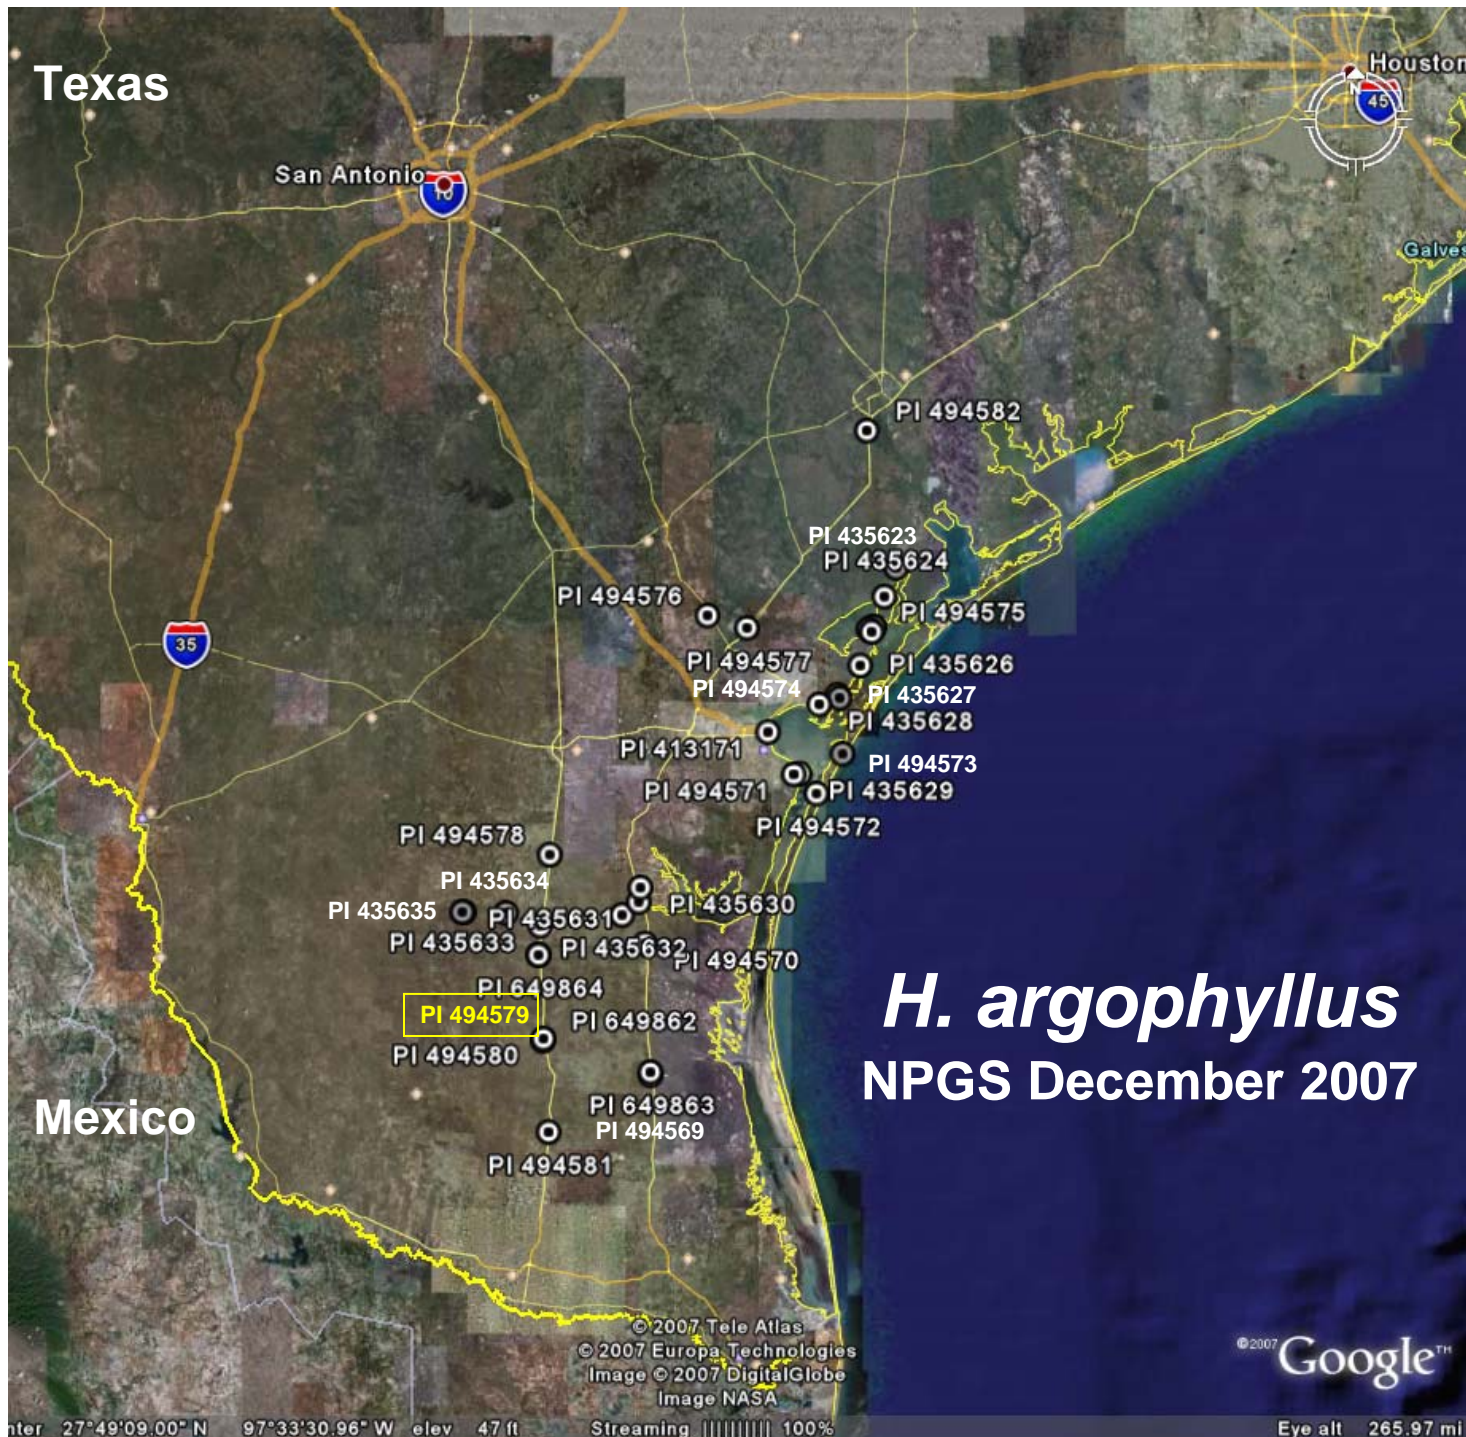 Texas
Houston
N
45
San Antonio
10
Galves
PI 494582
PI 435623
PI 435624
PI 494576
PI 494575
PI 494577
PI 435626
PI 494574
PI 435627
PI 435628
PI 413171
PI 494573
PI 494571
PI 435629
PI 494572
35
PI 494578
PI 435634
PI 435635
PI 435631
PI 435630
PI 435633
PI 435632
PI 494570
PI 649864
PI 494579
PI 649862
PI 494580
PI 649863
PI 494569
PI 494581
H. argophyllus
NPGS December 2007
Mexico
© 2007 Tele Atlas
© 2007 Europa Technologies
Image © 2007 DigitalGlobe
Image NASA
©2007 Google™
nter 27°49'09.00" N 97°33'30.96" W elev 47 ft Streaming |||||||||| 100% Eye alt 265.97 mi